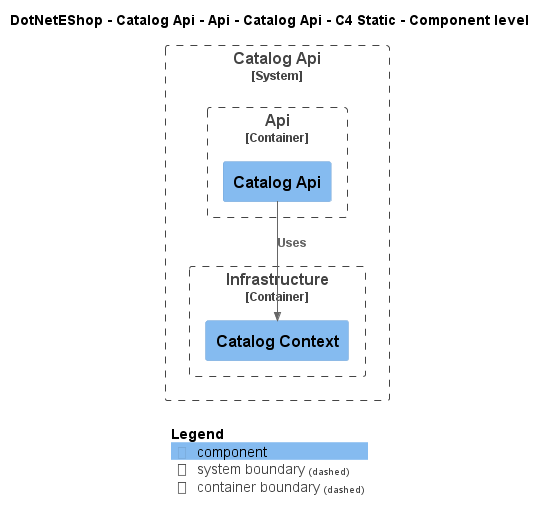 DotNetEShop - Catalog Api - Api - Catalog Api - C4 Static - Component level
Catalog Api
[System]
Api
[Container]
Catalog Api
Uses
Infrastructure
[Container]
Catalog Context
Legend
component
system boundary (dashed)
container boundary (dashed)